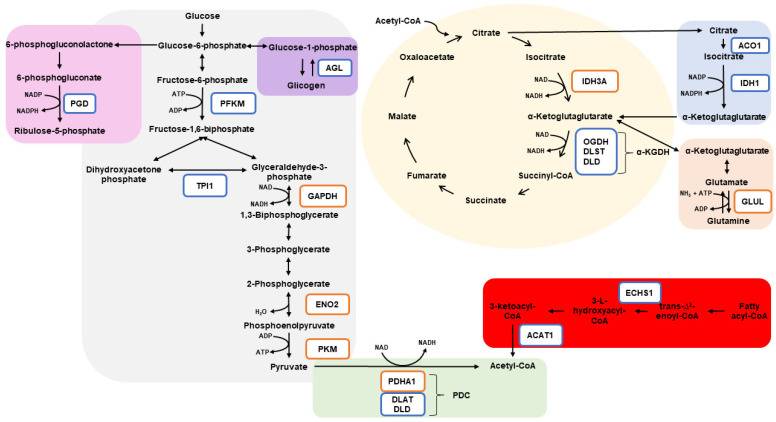 Glucose
6-phosphogluconolactone
Glucose-6-phosphate
Glucose-1-phosphate
AGL
Glicogen
6-phosphogluconate
NADP
NADPH
PGD
Ribulose-5-phosphate
Fructose-6-phosphate
ATP
ADP
PFKM
Fructose-1,6-biphosphate
Dihydroxyacetone
phosphate
TPI1
Glyceraldehyde-3-
phosphate
NAD
NADH
GAPDH
1,3-Biphosphoglycerate
3-Phosphoglycerate
2-Phosphoglycerate
H₂O
ENO2
Phosphoenolpyruvate
ADP
ATP
PKM
Pyruvate
NAD
NADH
Acetyl-CoA
PDHA1
DLAT
DLD
PDC
Acetyl-CoA
Citrate
Oxaloacetate
Isocitrate
NAD
NADH
IDH3A
Malate
α-Ketoglutaglutarate
NAD
NADH
OGDH
DLST
DLD
α-KGDH
Fumarate
Succinyl-CoA
Succinate
Citrate
ACO1
Isocitrate
NADP
NADPH
IDH1
α-Ketoglutaglutarate
α-Ketoglutaglutarate
Glutamate
NH₃ + ATP
ADP
GLUL
Glutamine
ECHS1
3-ketoacyl-
CoA
3-L-
hydroxyacyl-
CoA
trans-Δ²-
enoyl-CoA
Fatty
acyl-CoA
ACAT1